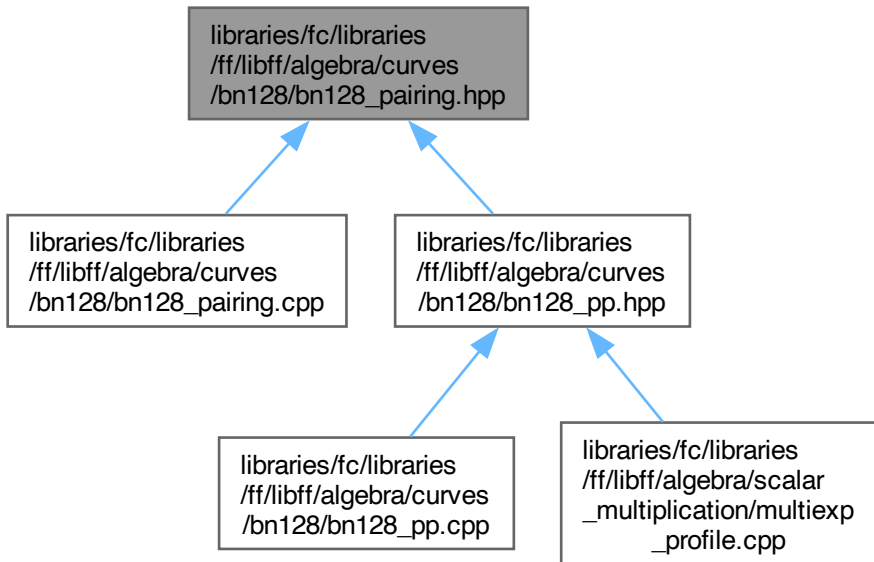 libraries/fc/libraries
/ff/libff/algebra/curves
/bn128/bn128_pairing.hpp
libraries/fc/libraries
/ff/libff/algebra/curves
/bn128/bn128_pairing.cpp
libraries/fc/libraries
/ff/libff/algebra/curves
/bn128/bn128_pp.hpp
libraries/fc/libraries
/ff/libff/algebra/curves
/bn128/bn128_pp.cpp
libraries/fc/libraries
/ff/libff/algebra/scalar
_multiplication/multiexp
_profile.cpp